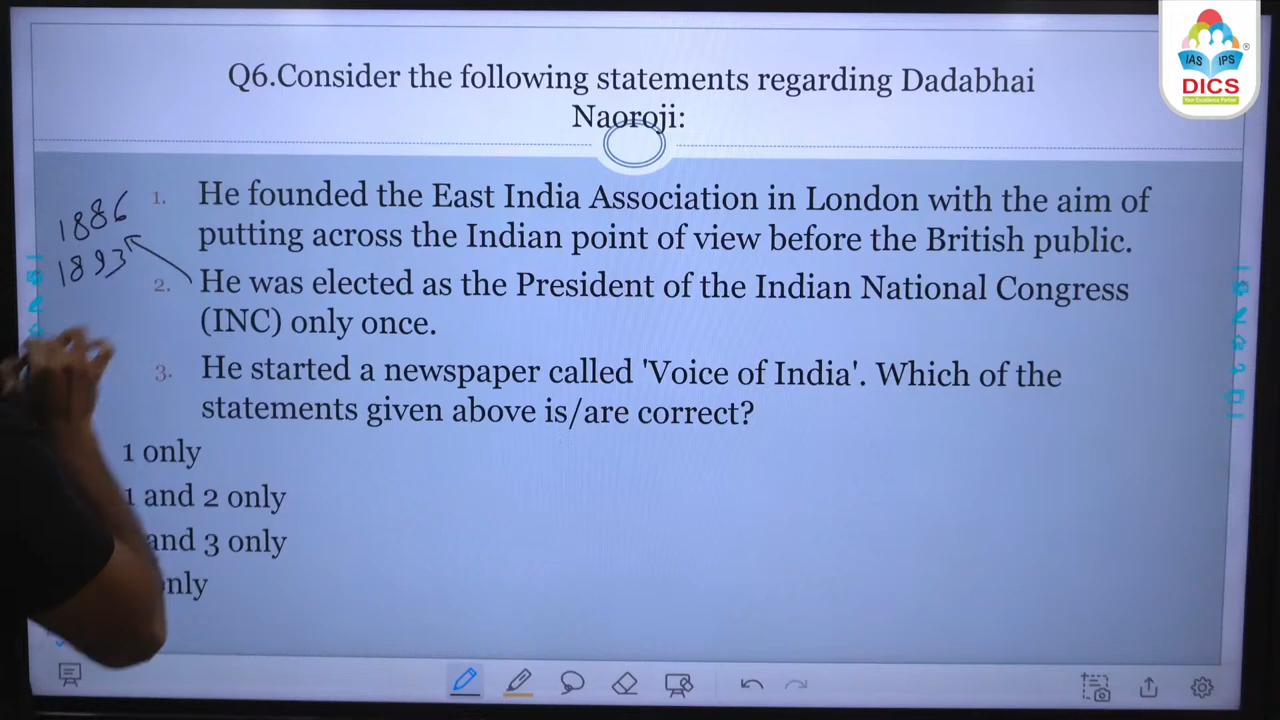 IAS IPS
DICS
Your Excellence Partner
Q6.Consider the following statements regarding Dadabhai
Naoroji:
1886
1893
1. He founded the East India Association in London with the aim of
putting across the Indian point of view before the British public.
2. He was elected as the President of the Indian National Congress
(INC) only once.
3. He started a newspaper called 'Voice of India'. Which of the
statements given above is/are correct?
1 only
1 and 2 only
and 3 only
only